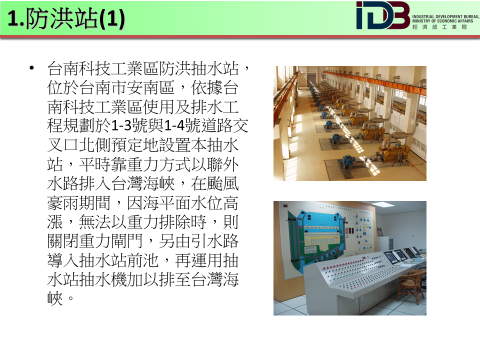 1.防洪站(1)
IDB
INDUSTRIAL DEVELOPMENT BUREAU,
MINISTRY OF ECONOMIC AFFAIRS
經濟部工業局
• 台南科技工業區防洪抽水站，
位於台南市安南區，依據台
南科技工業區使用及排水工
程規劃於1-3號與1-4號道路交
叉口北側預定地設置本抽水
站，平時靠重力方式以聯外
水路排入台灣海峽，在颱風
豪雨期間，因海平面水位高
漲，無法以重力排除時，則
關閉重力閘門，另由引水路
導入抽水站前池，再運用抽
水站抽水機加以排至台灣海
峽。